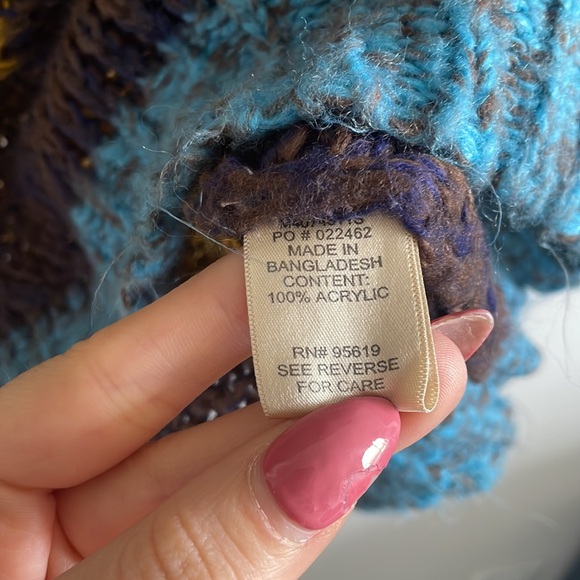 PO # 022462
MADE IN
BANGLADESH
CONTENT:
100% ACRYLIC
RN# 95619
SEE REVERSE
FOR CARE